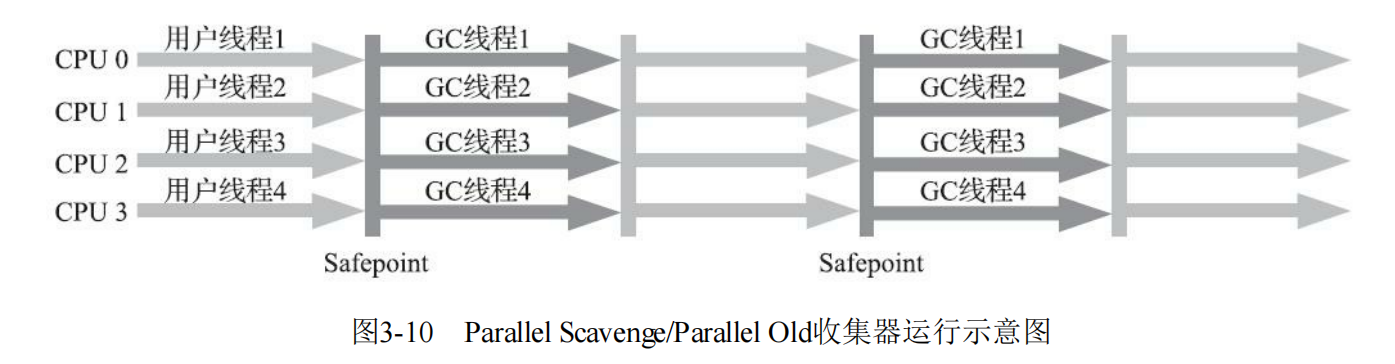 用户线程1 GC线程1 GC线程1
CPU 0
用户线程2 GC线程2 GC线程2
CPU 1
用户线程3 GC线程3 GC线程3
CPU 2
用户线程4 GC线程4 GC线程4
CPU 3
Safepoint Safepoint
图3-10 Parallel Scavenge/Parallel Old收集器运行示意图